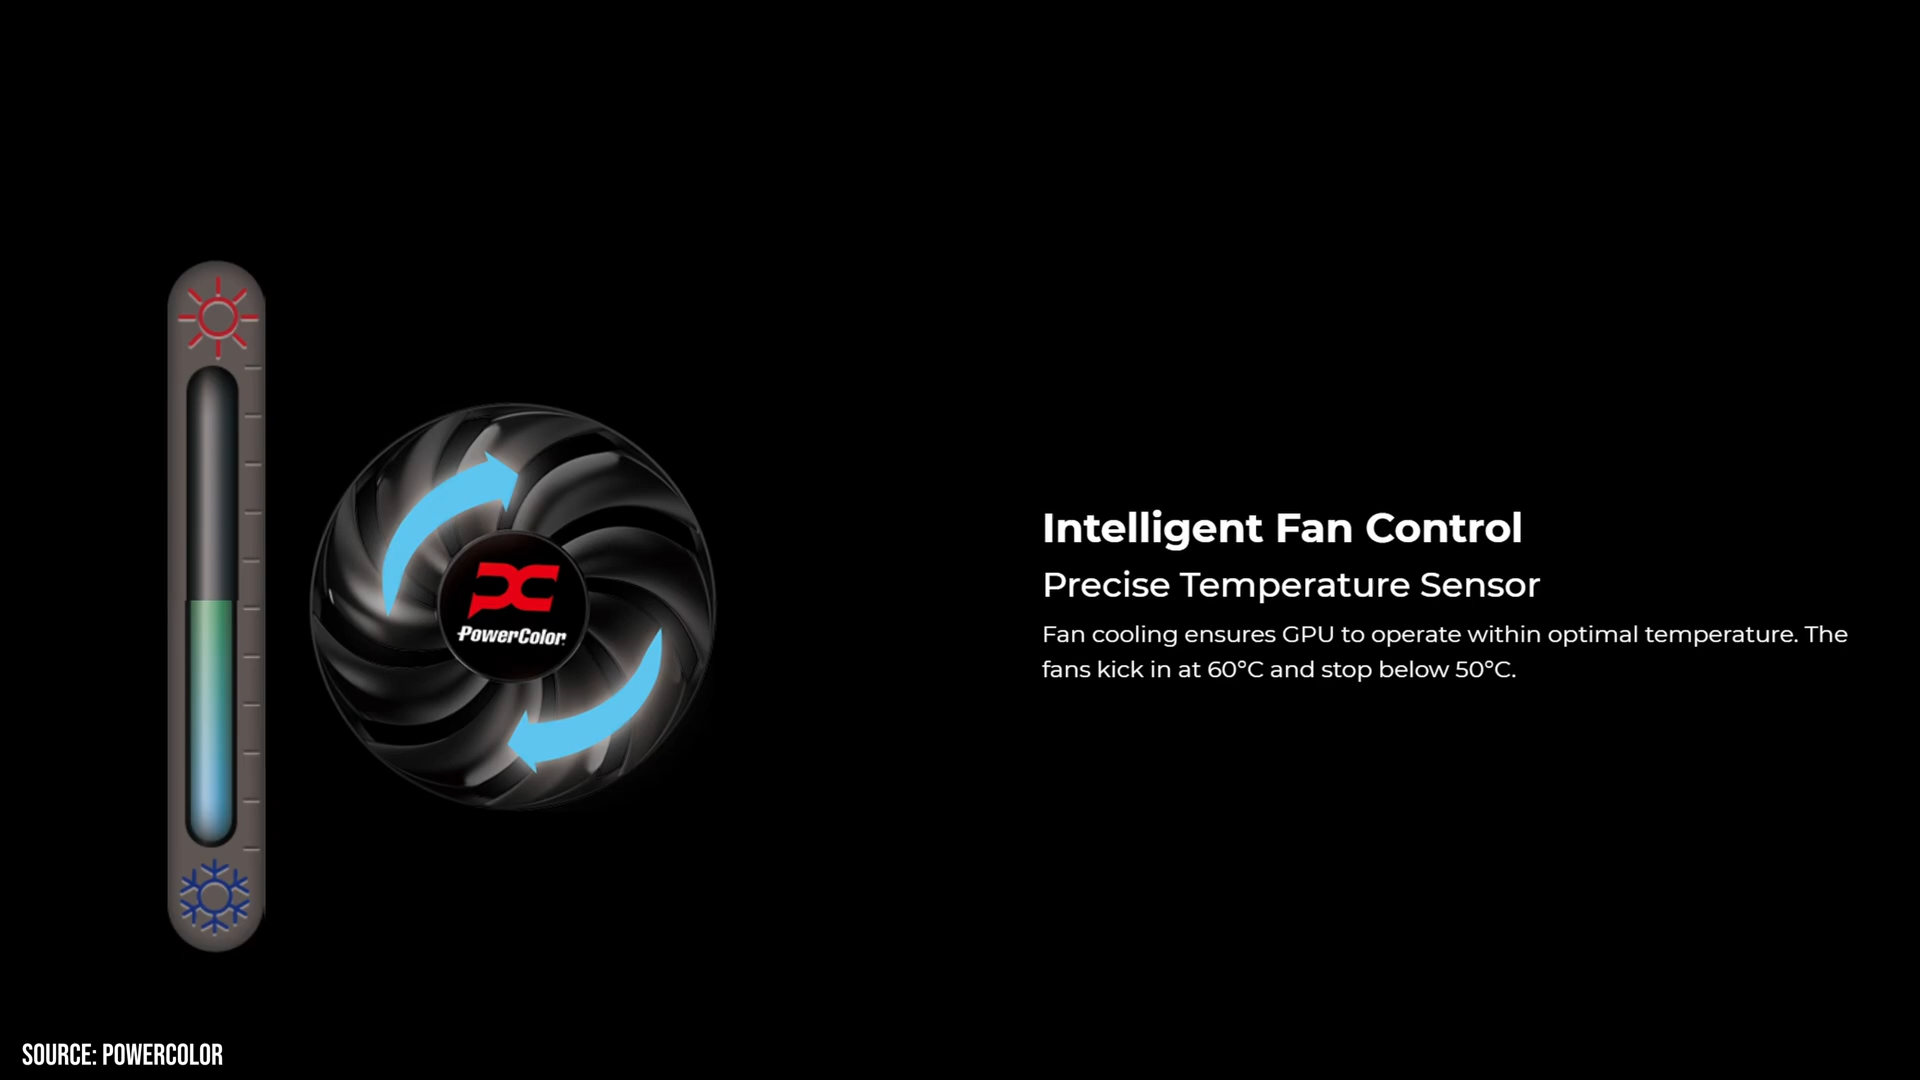 PowerColor
Intelligent Fan Control
Precise Temperature Sensor
Fan cooling ensures GPU to operate within optimal temperature. The
fans kick in at 60°C and stop below 50°C.
SOURCE: POWERCOLOR